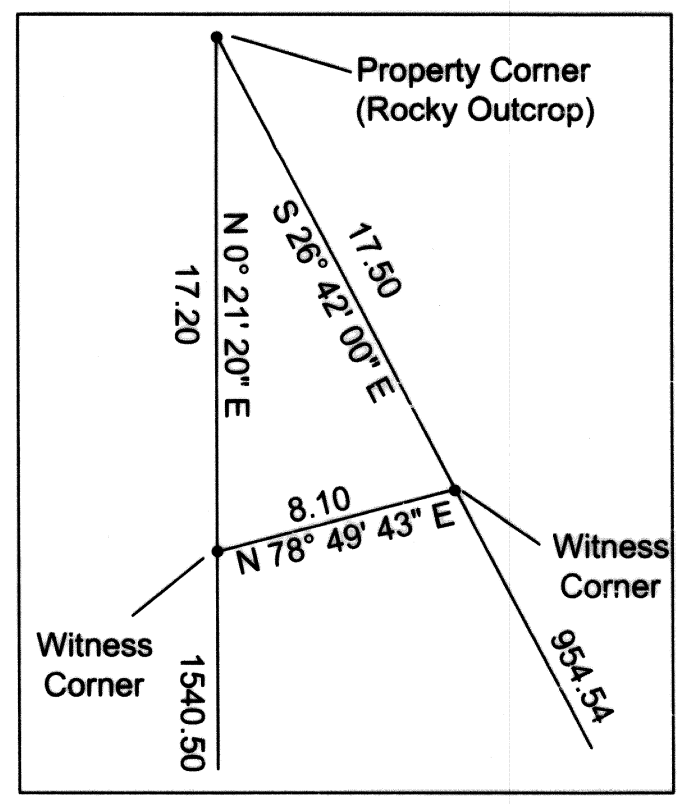 Property Corner
(Rocky Outcrop)
N 0° 21' 20" E
17.20
S 26° 42' 00" E
17.50
8.10
N 78° 49' 43" E
Witness
Corner
Witness
Corner
1540.50
954.54